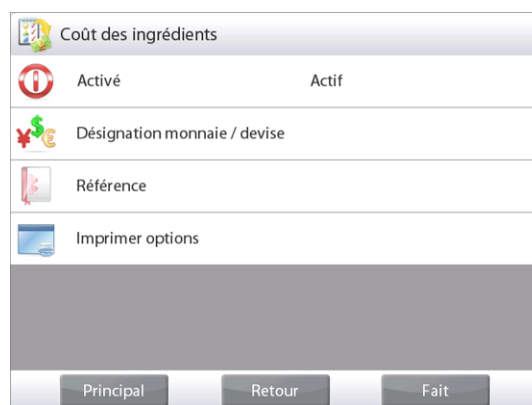 Coût des ingrédients
Activé Actif
Désignation monnaie / devise
Référence
Imprimer options
Principal Retour Fait